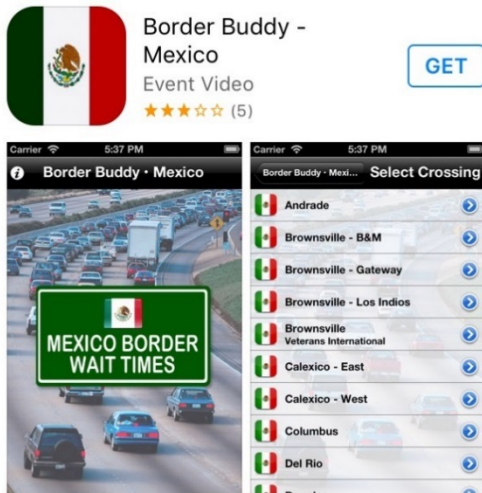 Border Buddy -
Mexico
Event Video
(5)
GET
Carrier 5:37 PM
Border Buddy • Mexico
MEXICO BORDER
WAIT TIMES
Carrier 5:37 PM
Border Buddy • Mexi... Select Crossing
Andrade
Brownsville - B&M
Brownsville - Gateway
Brownsville - Los Indios
Brownsville
Veterans International
Calexico - East
Calexico - West
Columbus
Del Rio